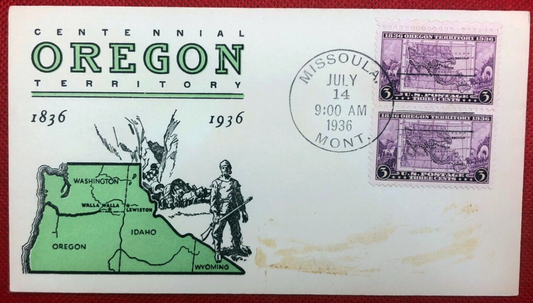 CENTENNIAL
OREGON
TERRITORY
1836 1936
WASHINGTON
WALLA WALLA
LEWISTON
OREGON
IDAHO
WYOMING
MISSOULA,
JULY
14
9:00 AM
1936
MONT.
1836 OREGON TERRITORY 1936
3 U.S. POSTAGE 3
THREE CENTS
1836 OREGON TERRITORY 1936
3 U.S. POSTAGE 3
THREE CENTS